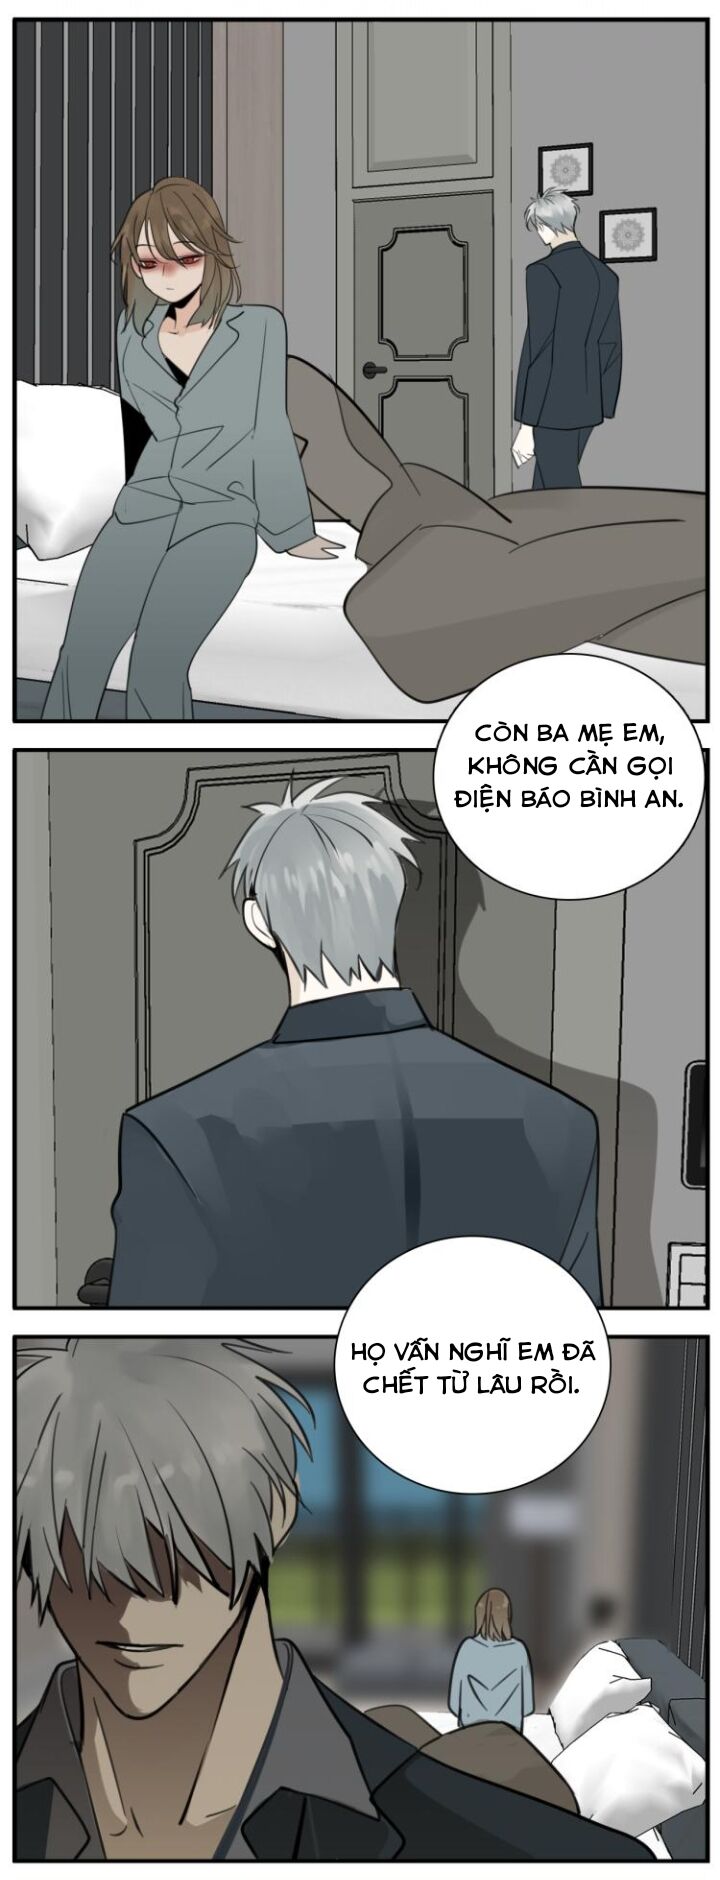 CÒN BA MẸ EM,
KHÔNG CẦN GỌI
ĐIỆN BÁO BÌNH AN.
HỌ VẪN NGHĨ EM ĐÃ
CHẾT TỪ LÂU RỒI.